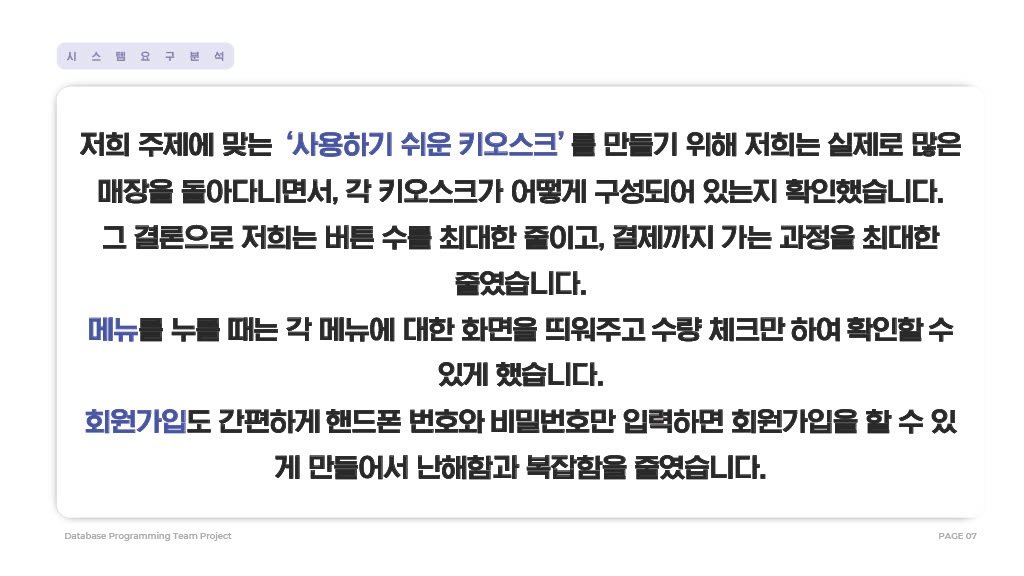 시스템요구분석
저희 주제에 맞는 ‘사용하기 쉬운 키오스크’ 를 만들기 위해 저희는 실제로 많은
매장을 돌아다니면서, 각 키오스크가 어떻게 구성되어 있는지 확인했습니다.
그 결론으로 저희는 버튼 수를 최대한 줄이고, 결제까지 가는 과정을 최대한
줄였습니다.
메뉴를 누를 때는 각 메뉴에 대한 화면을 띄워주고 수량 체크만 하여 확인할 수
있게 했습니다.
회원가입도 간편하게 핸드폰 번호와 비밀번호만 입력하면 회원가입을 할 수 있
게 만들어서 난해함과 복잡함을 줄였습니다.
Database Programming Team Project
PAGE 07